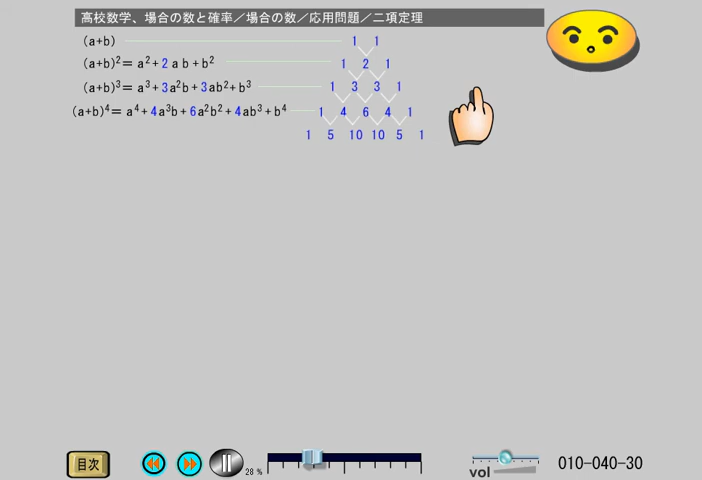 高校数学、場合の数と確率／場合の数／応用問題／二項定理
(a+b) 1 1
(a+b)²= a²+2ab+b² 1 2 1
(a+b)³= a³+3a²b+3ab²+b³ 1 3 3 1
(a+b)⁴= a⁴+4a³b+6a²b²+4ab³+b⁴ 1 4 6 4 1
1 5 10 10 5 1
目次 28 % vol 010-040-30